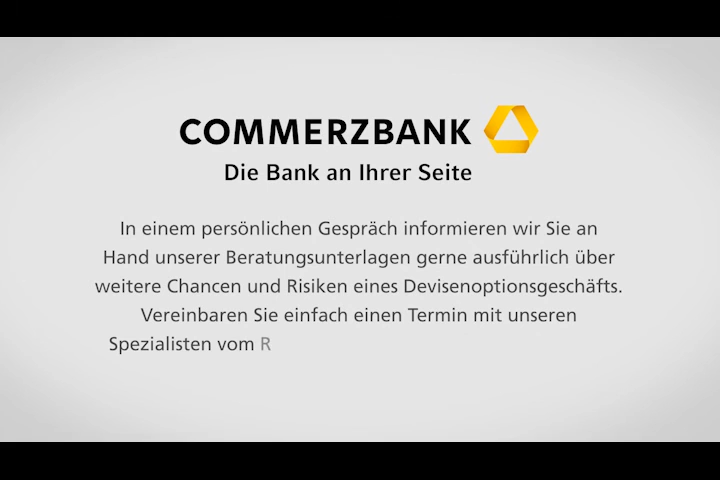 COMMERZBANK
Die Bank an Ihrer Seite
In einem persönlichen Gespräch informieren wir Sie an
Hand unserer Beratungsunterlagen gerne ausführlich über
weitere Chancen und Risiken eines Devisenoptionsgeschäfts.
Vereinbaren Sie einfach einen Termin mit unseren
Spezialisten vom R